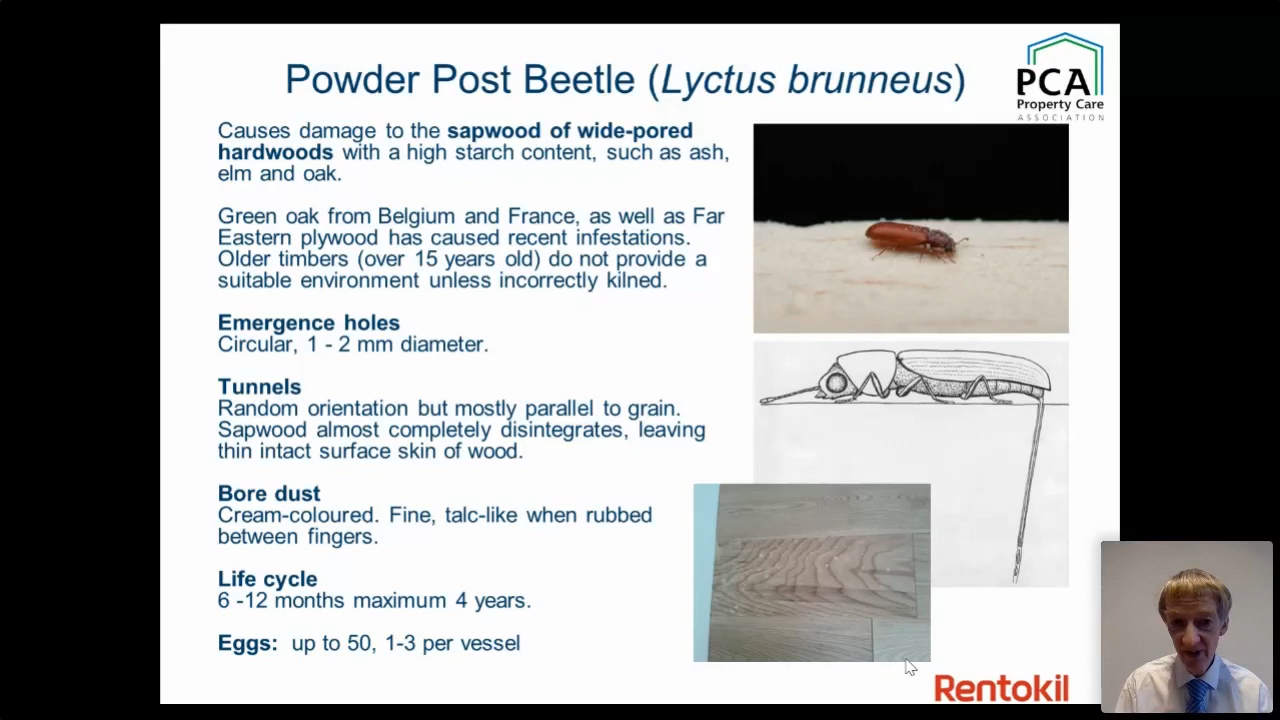 Powder Post Beetle (Lyctus brunneus)
PCA
Property Care
ASSOCIATION
Causes damage to the sapwood of wide-pored
hardwoods with a high starch content, such as ash,
elm and oak.
Green oak from Belgium and France, as well as Far
Eastern plywood has caused recent infestations.
Older timbers (over 15 years old) do not provide a
suitable environment unless incorrectly kilned.
Emergence holes
Circular, 1 - 2 mm diameter.
Tunnels
Random orientation but mostly parallel to grain.
Sapwood almost completely disintegrates, leaving
thin intact surface skin of wood.
Bore dust
Cream-coloured. Fine, talc-like when rubbed
between fingers.
Life cycle
6 -12 months maximum 4 years.
Eggs: up to 50, 1-3 per vessel
Rentokil